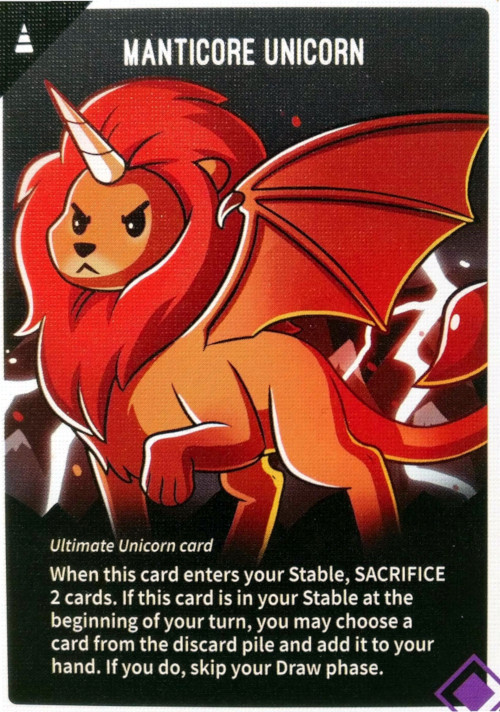 MANTICORE UNICORN
Ultimate Unicorn card
When this card enters your Stable, SACRIFICE
2 cards. If this card is in your Stable at the
beginning of your turn, you may choose a
card from the discard pile and add it to your
hand. If you do, skip your Draw phase.